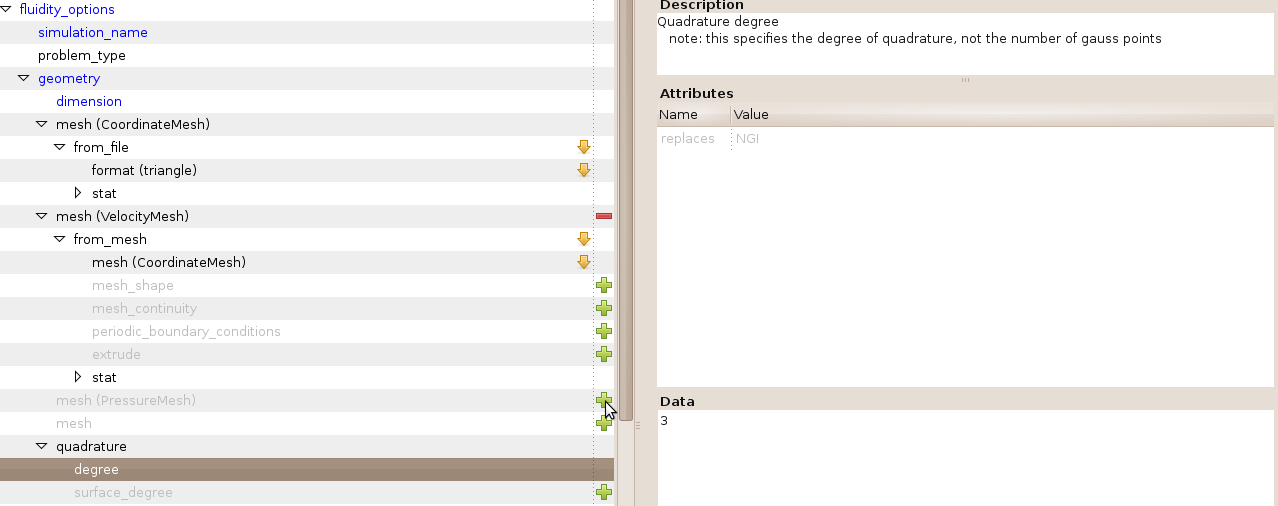 fluidity_options
simulation_name
problem_type
geometry
dimension
mesh (CoordinateMesh)
from_file
format (triangle)
stat
mesh (VelocityMesh)
from_mesh
mesh (CoordinateMesh)
mesh_shape
mesh_continuity
periodic_boundary_conditions
extrude
stat
mesh (PressureMesh)
mesh
quadrature
degree
surface_degree
Description
Quadrature degree
note: this specifies the degree of quadrature, not the number of gauss points
Attributes
Name Value
replaces NGI
Data
3